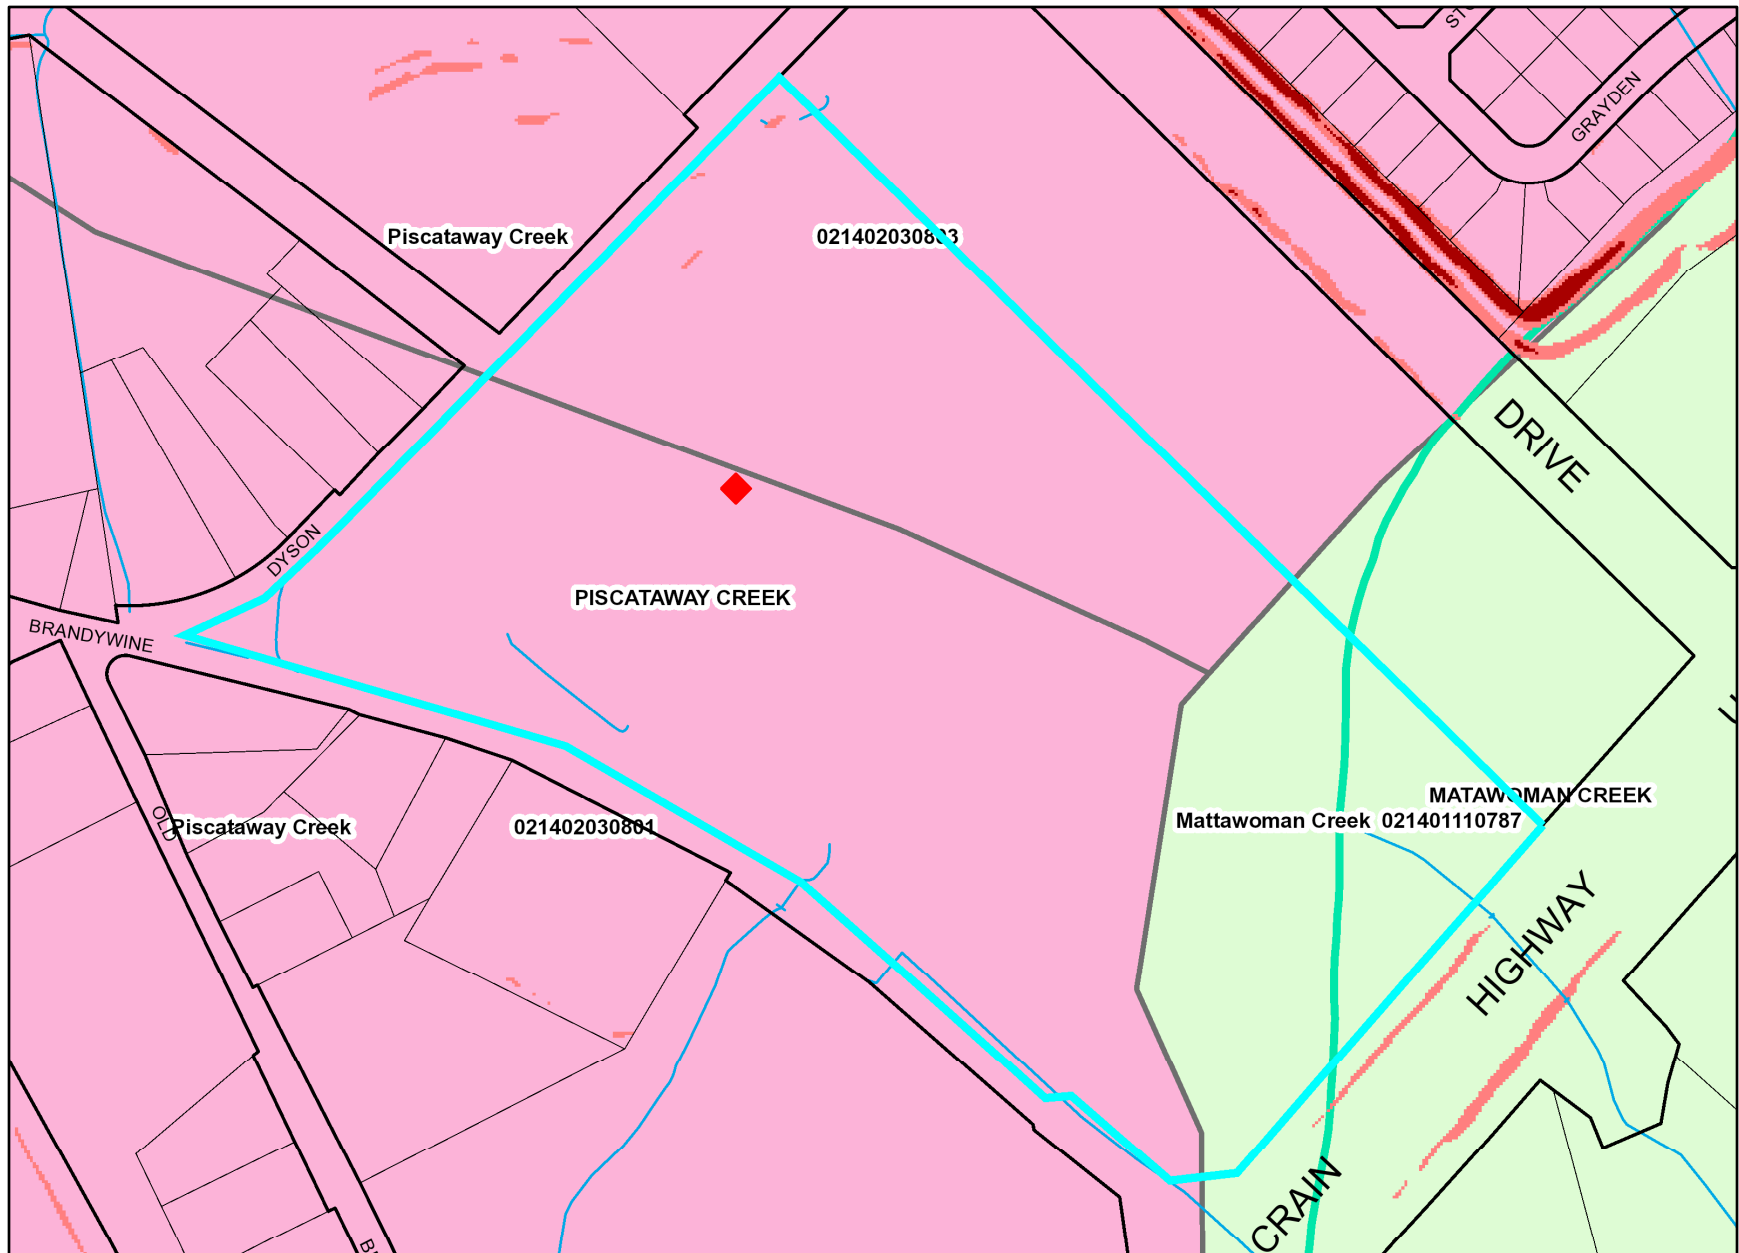 GRAYDEN
Piscataway Creek
021402030803
DRIVE
DYSON
PISCATAWAY CREEK
BRANDYWINE
MATAWOMAN CREEK
Mattawoman Creek 021401110787
OLD
Piscataway Creek
021402030801
HIGHWAY
CRAIN